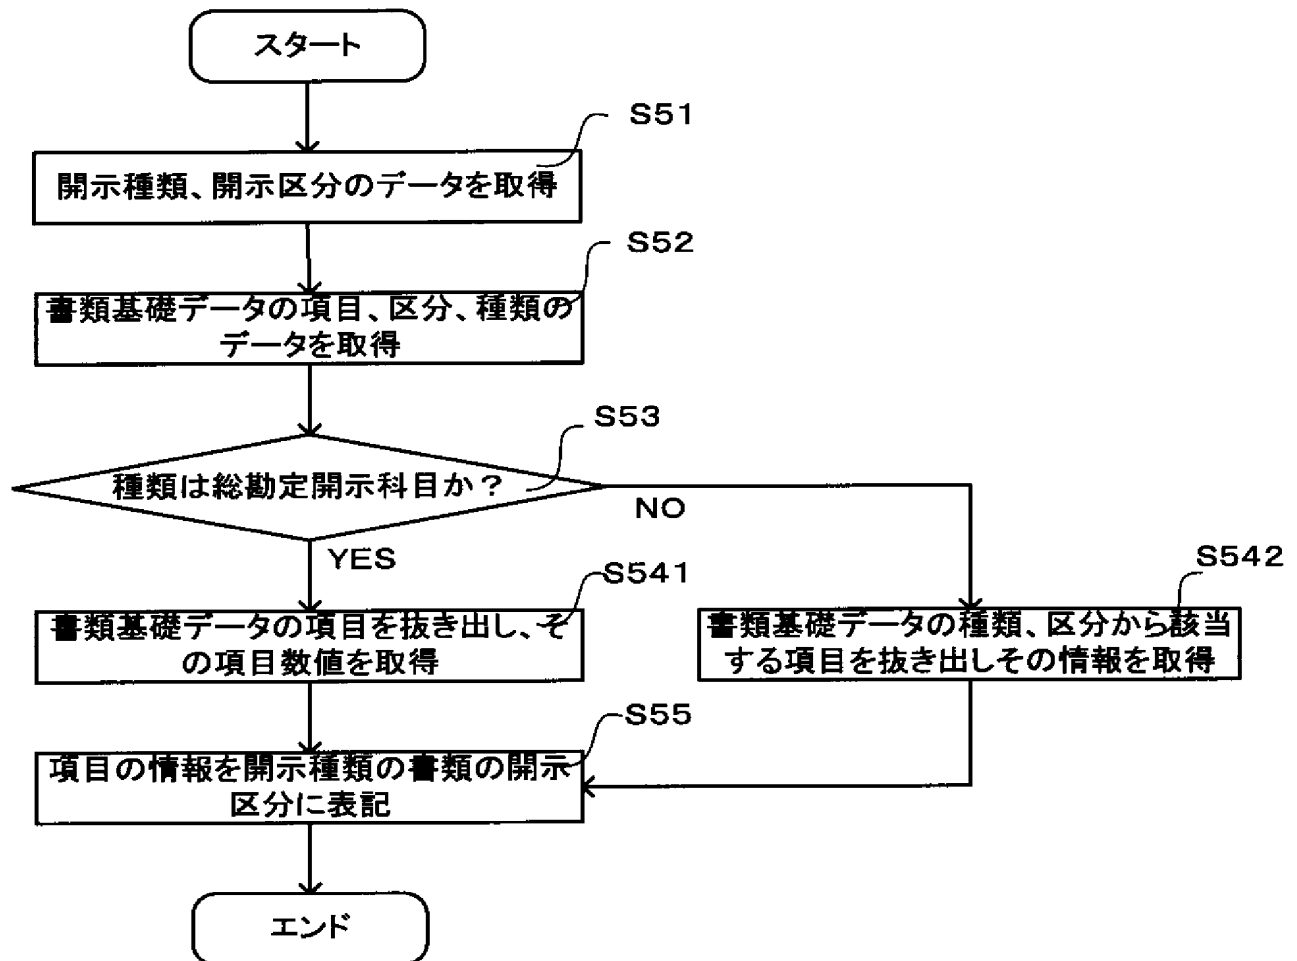 スタート
S51
開示種類、開示区分のデータを取得
S52
書類基礎データの項目、区分、種類の
データを取得
S53
種類は総勘定開示科目か？
NO
YES
S541
書類基礎データの項目を抜き出し、そ
の項目数値を取得
S542
書類基礎データの種類、区分から該当
する項目を抜き出しその情報を取得
S55
項目の情報を開示種類の書類の開示
区分に表記
エンド